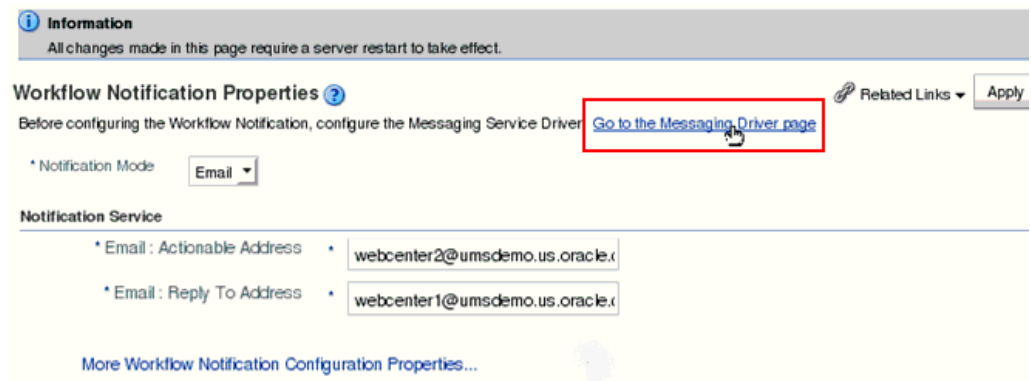 Information
All changes made in this page require a server restart to take effect.
Workflow Notification Properties
Related Links
Apply
Before configuring the Workflow Notification, configure the Messaging Service Driver Go to the Messaging Driver page
* Notification Mode Email
Notification Service
* Email : Actionable Address * webcenter2@umsdemo.us.oracle.c
* Email : Reply To Address * webcenter1@umsdemo.us.oracle.c
More Workflow Notification Configuration Properties...